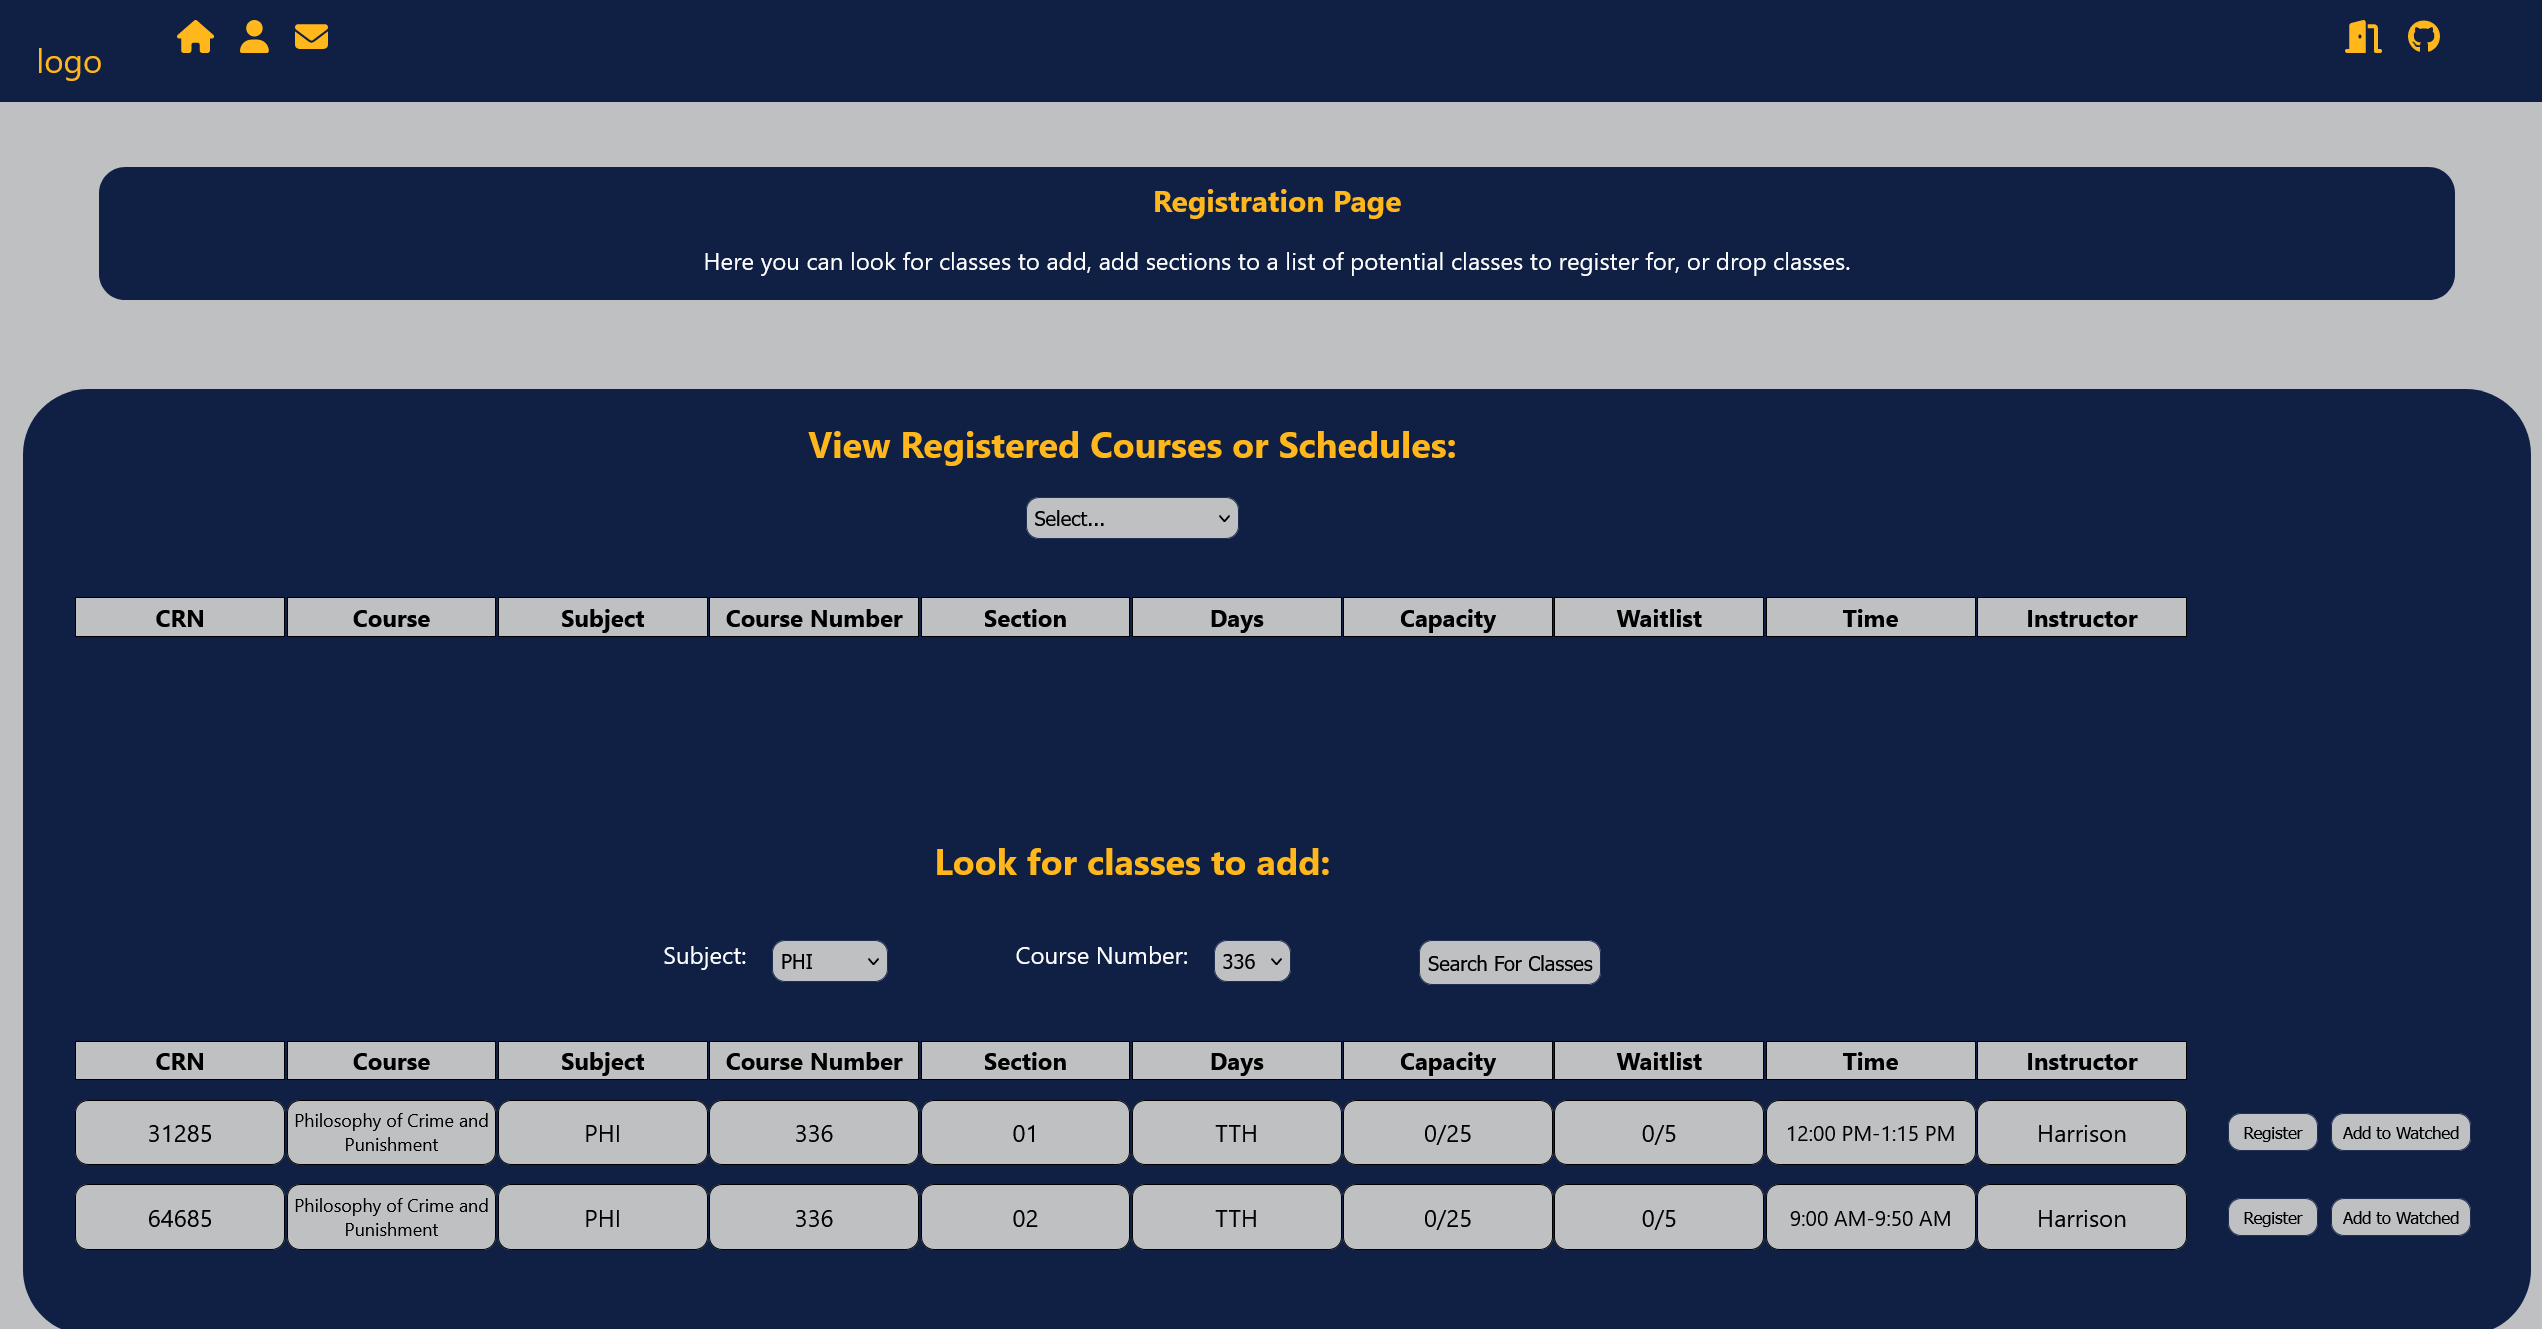 logo
Registration Page
Here you can look for classes to add, add sections to a list of potential classes to register for, or drop classes.
View Registered Courses or Schedules:
Select...
CRN Course Subject Course Number Section Days Capacity Waitlist Time Instructor
Look for classes to add:
Subject: PHI Course Number: 336 Search For Classes
CRN Course Subject Course Number Section Days Capacity Waitlist Time Instructor
31285 Philosophy of Crime and Punishment PHI 336 01 TTH 0/25 0/5 12:00 PM-1:15 PM Harrison Register Add to Watched
64685 Philosophy of Crime and Punishment PHI 336 02 TTH 0/25 0/5 9:00 AM-9:50 AM Harrison Register Add to Watched